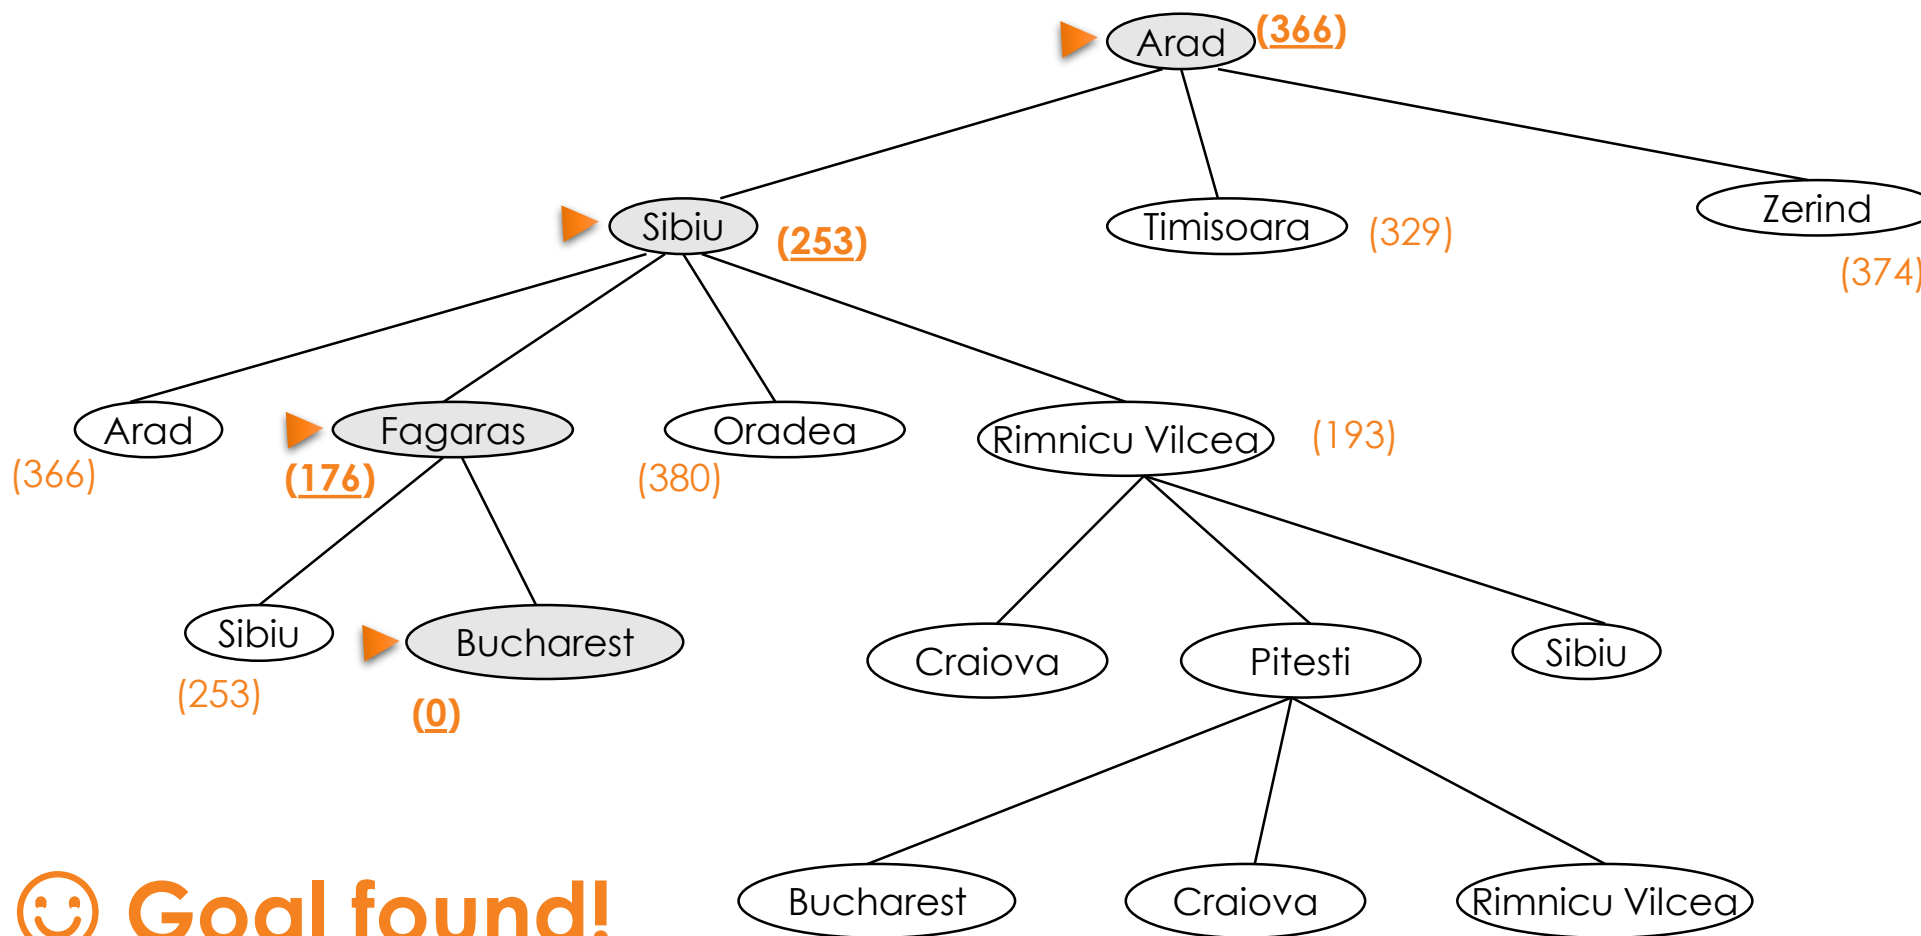 Arad (366)
Sibiu (253)
Timisoara (329)
Zerind
(374)
Arad
(366)
Fagaras
(176)
Oradea
(380)
Rimnicu Vilcea (193)
Sibiu
(253)
Bucharest
(0)
Craiova
Pitesti
Sibiu
Bucharest
Craiova
Rimnicu Vilcea
Goal found!